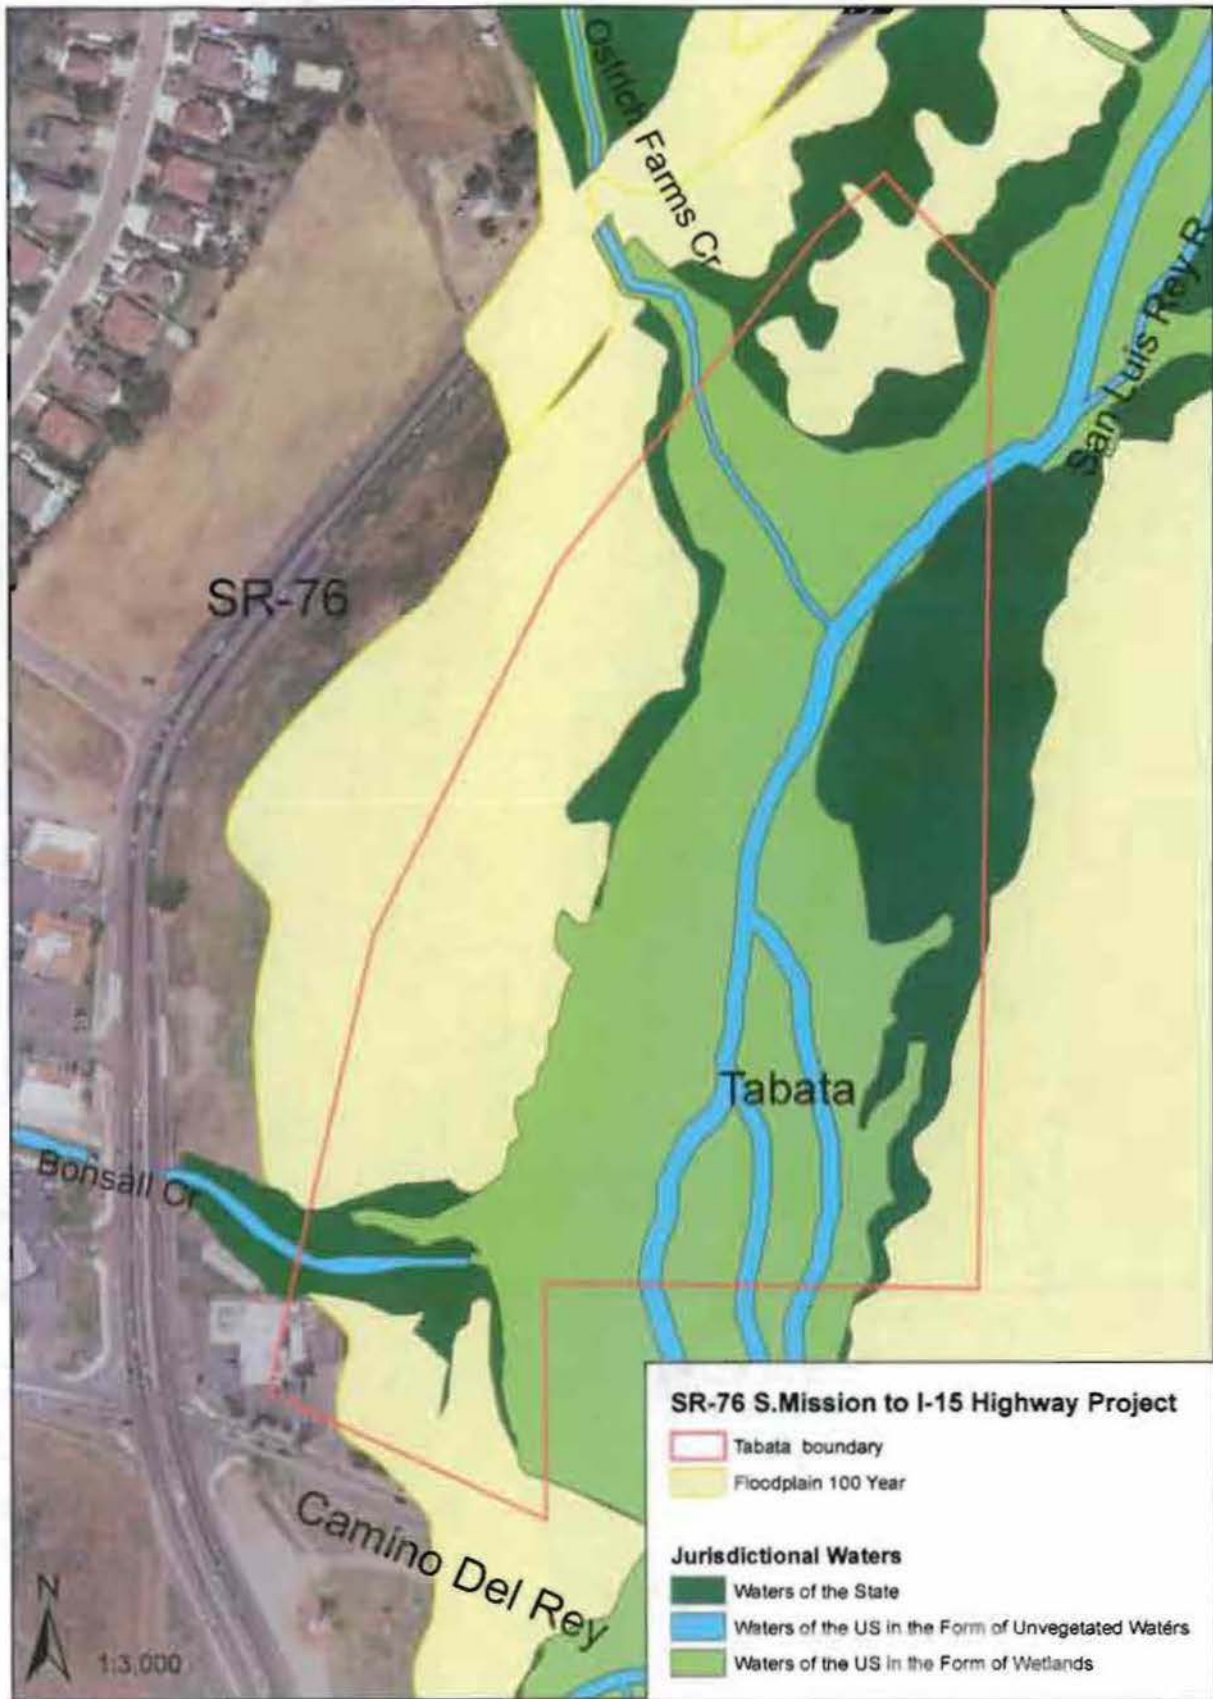 Ostrich Farms Cr
San Luis Rey R
SR-76
Tabata
Bonsall Cr
Camino Del Rey
N
1:3,000
SR-76 S.Mission to I-15 Highway Project
Tabata boundary
Floodplain 100 Year
Jurisdictional Waters
Waters of the State
Waters of the US in the Form of Unvegetated Waters
Waters of the US in the Form of Wetlands